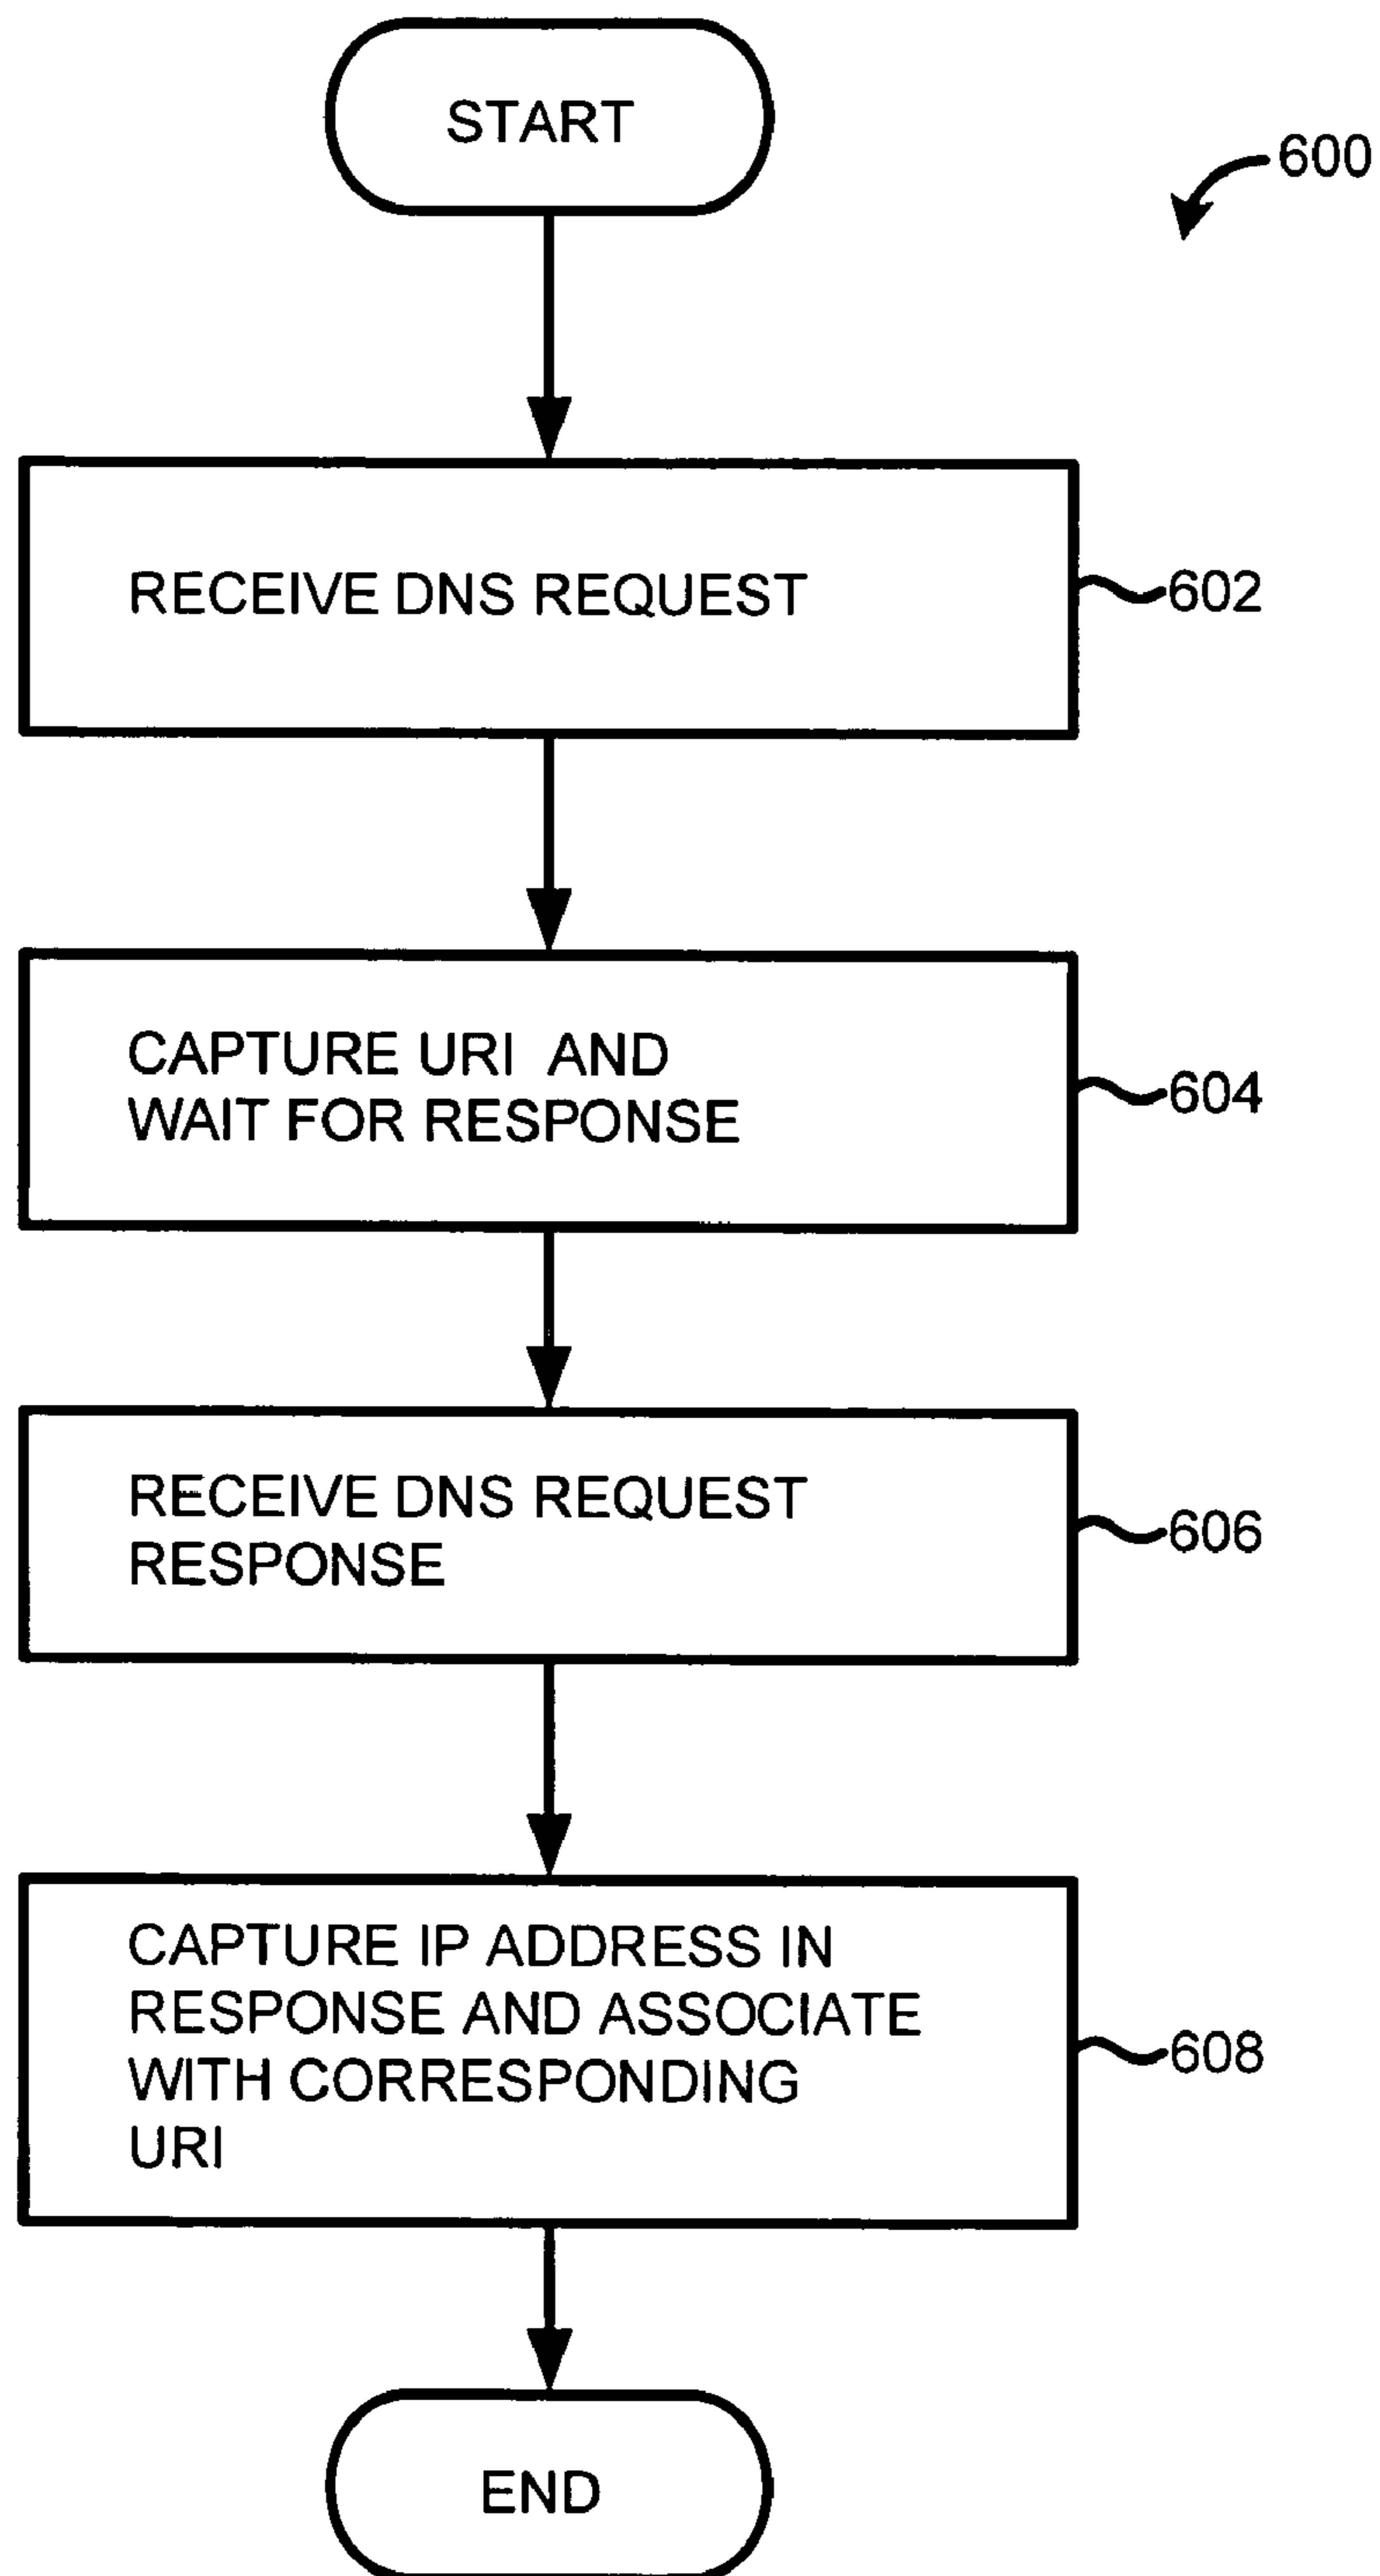 START
600
RECEIVE DNS REQUEST
602
CAPTURE URI AND
WAIT FOR RESPONSE
604
RECEIVE DNS REQUEST
RESPONSE
606
CAPTURE IP ADDRESS IN
RESPONSE AND ASSOCIATE
WITH CORRESPONDING
URI
608
END